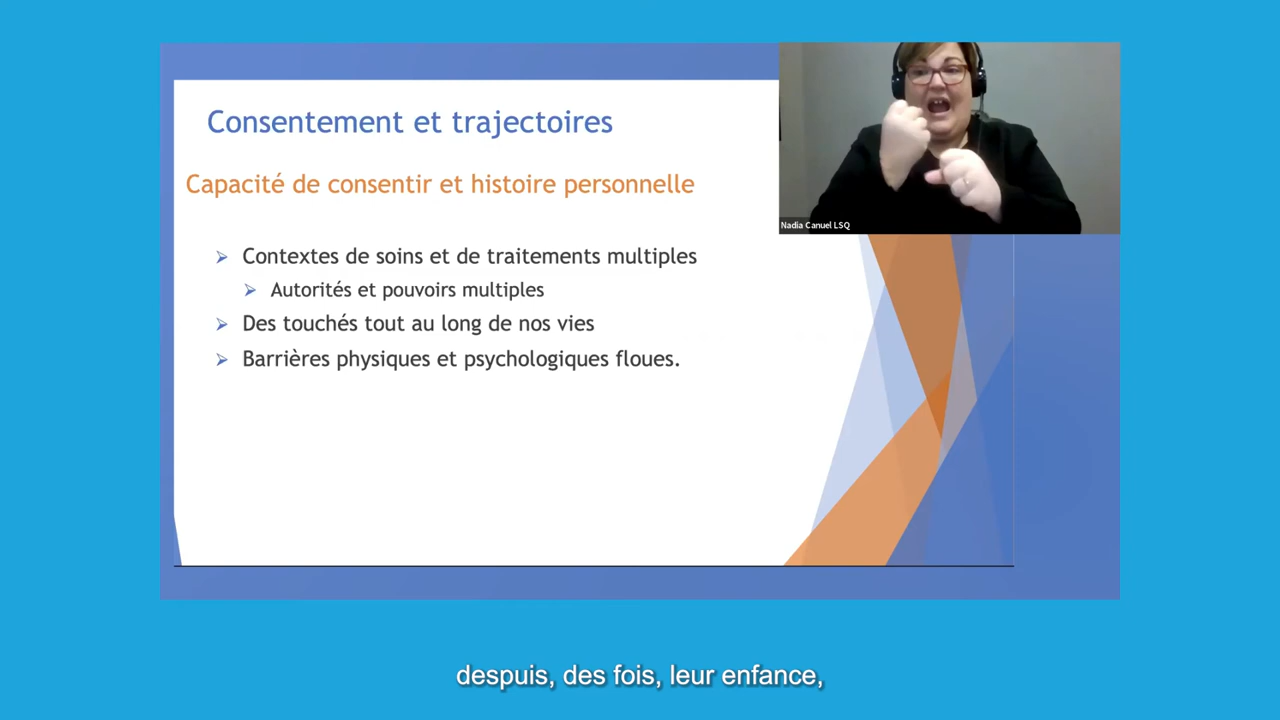 Consentement et trajectoires
Capacité de consentir et histoire personnelle
Contextes de soins et de traitements multiples
Autorités et pouvoirs multiples
Des touchés tout au long de nos vies
Barrières physiques et psychologiques floues.
Nadia Canuel LSQ
despuis, des fois, leur enfance,